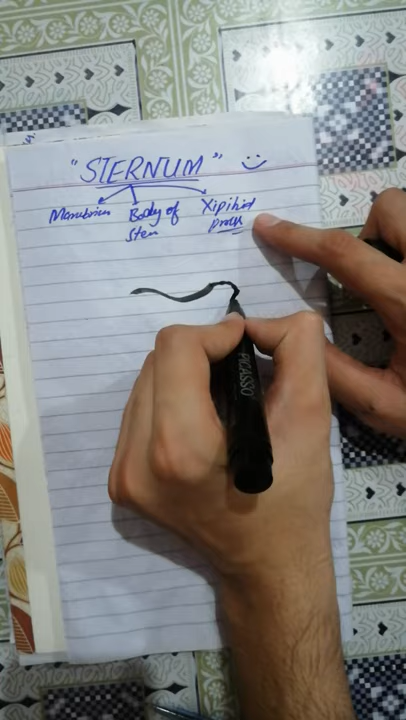 "STERNUM" :)
Manubrium Body of Xiphoid
Stern process
PICASSO